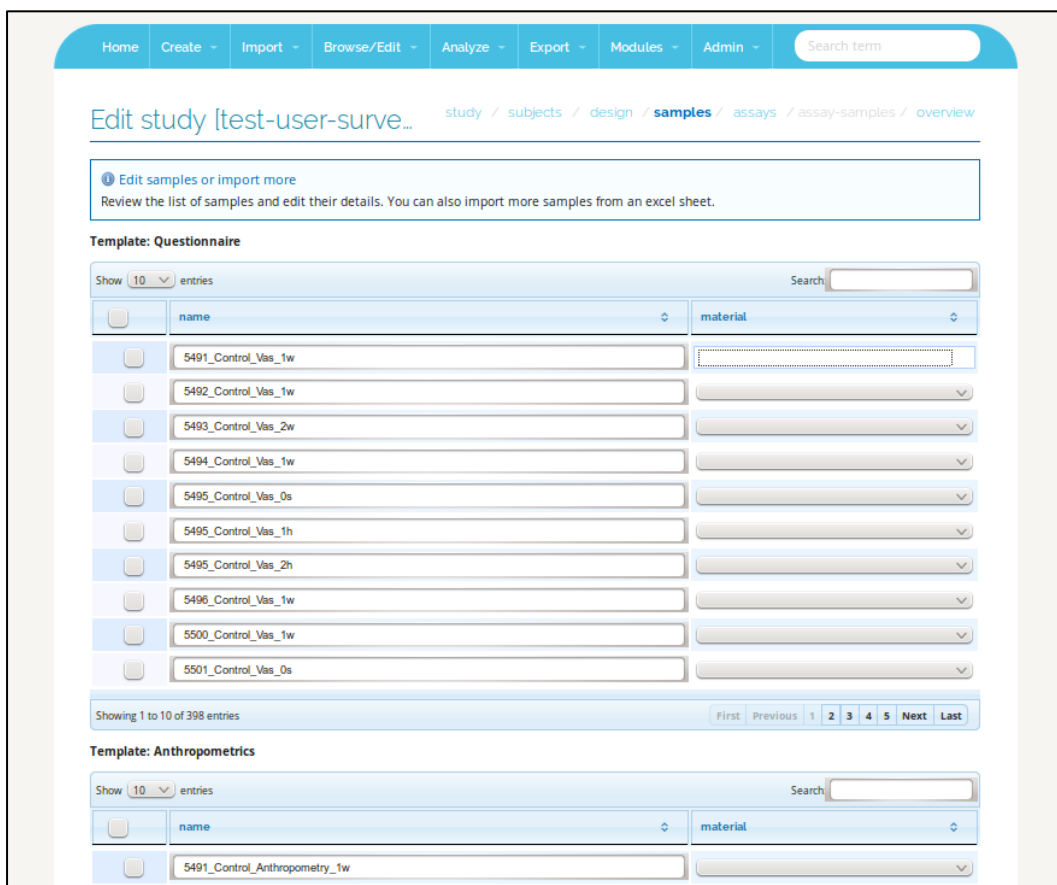 Home Create Import Browse/Edit Analyze Export Modules Admin Search term
Edit study [test-user-surve... study / subjects / design / samples / assays / assay-samples / overview
Edit samples or import more
Review the list of samples and edit their details. You can also import more samples from an excel sheet.
Template: Questionnaire
Show 10 entries Search:
name material
5491_Control_Vas_1w
5492_Control_Vas_1w
5493_Control_Vas_2w
5494_Control_Vas_1w
5495_Control_Vas_0s
5495_Control_Vas_1h
5495_Control_Vas_2h
5496_Control_Vas_1w
5500_Control_Vas_1w
5501_Control_Vas_0s
Showing 1 to 10 of 398 entries First Previous 1 2 3 4 5 Next Last
Template: Anthropometrics
Show 10 entries Search:
name material
5491_Control_Anthropometry_1w